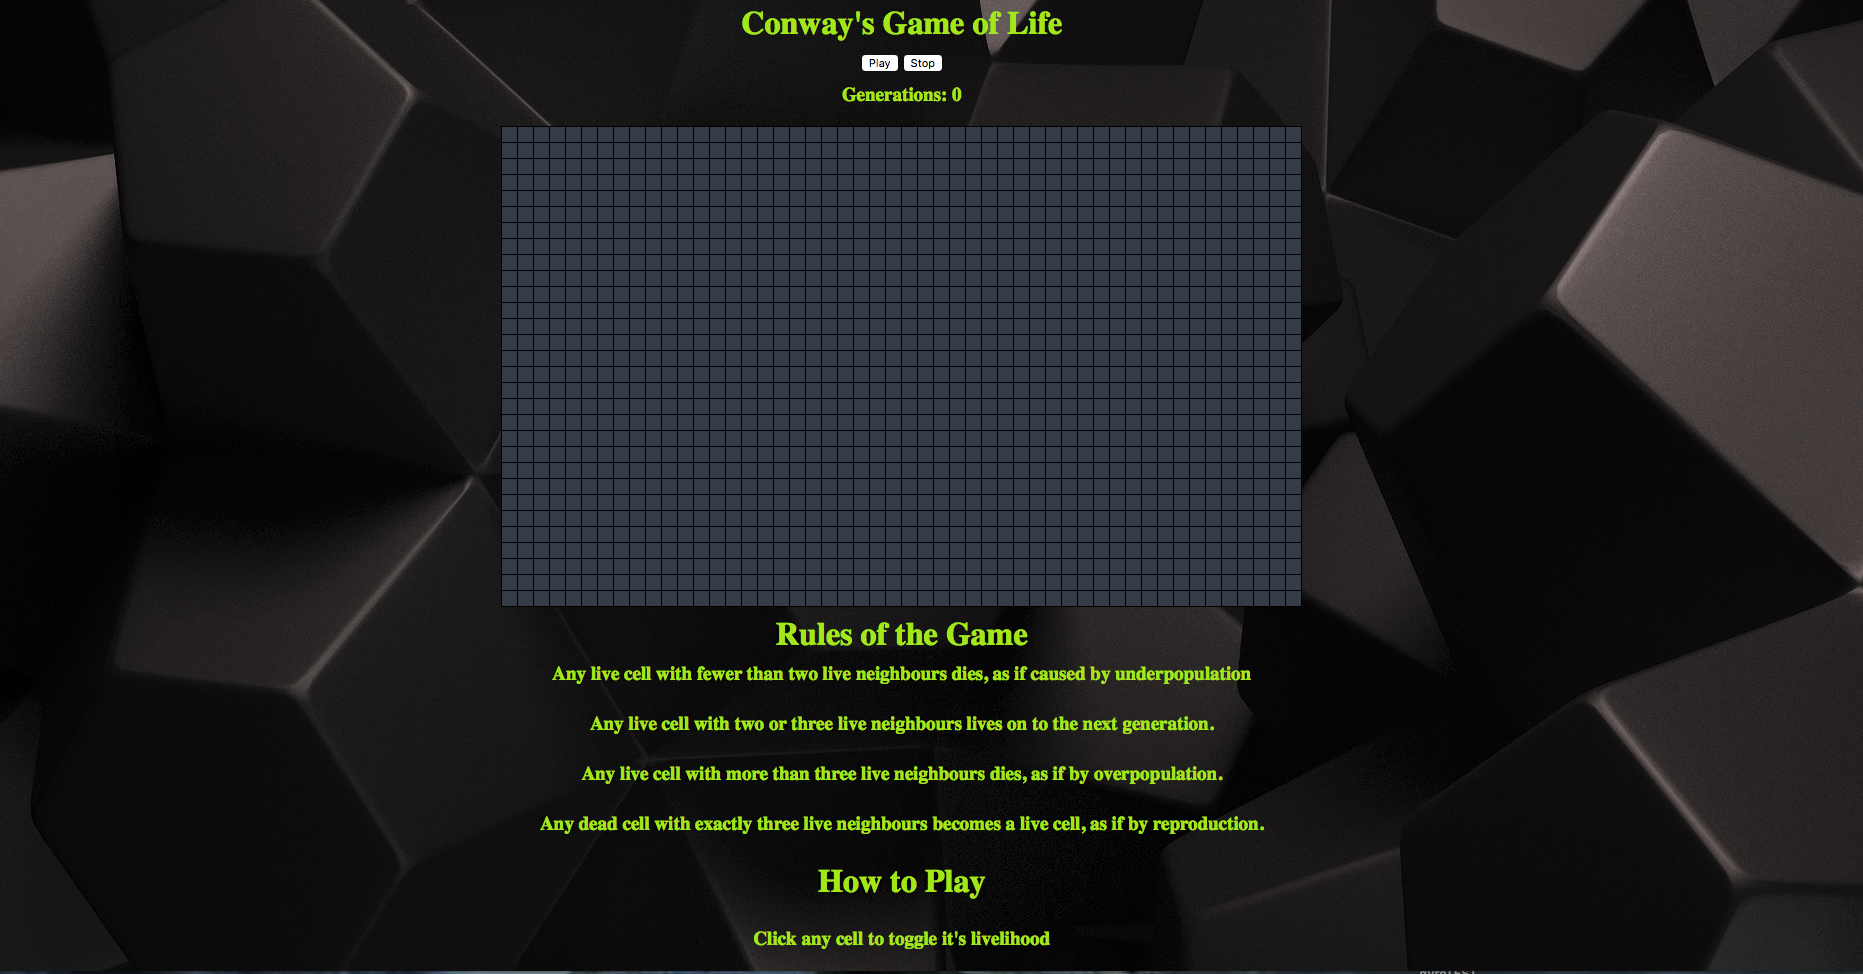 Conway's Game of Life
Play Stop
Generations: 0
Rules of the Game
Any live cell with fewer than two live neighbours dies, as if caused by underpopulation
Any live cell with two or three live neighbours lives on to the next generation.
Any live cell with more than three live neighbours dies, as if by overpopulation.
Any dead cell with exactly three live neighbours becomes a live cell, as if by reproduction.
How to Play
Click any cell to toggle it's livelihood